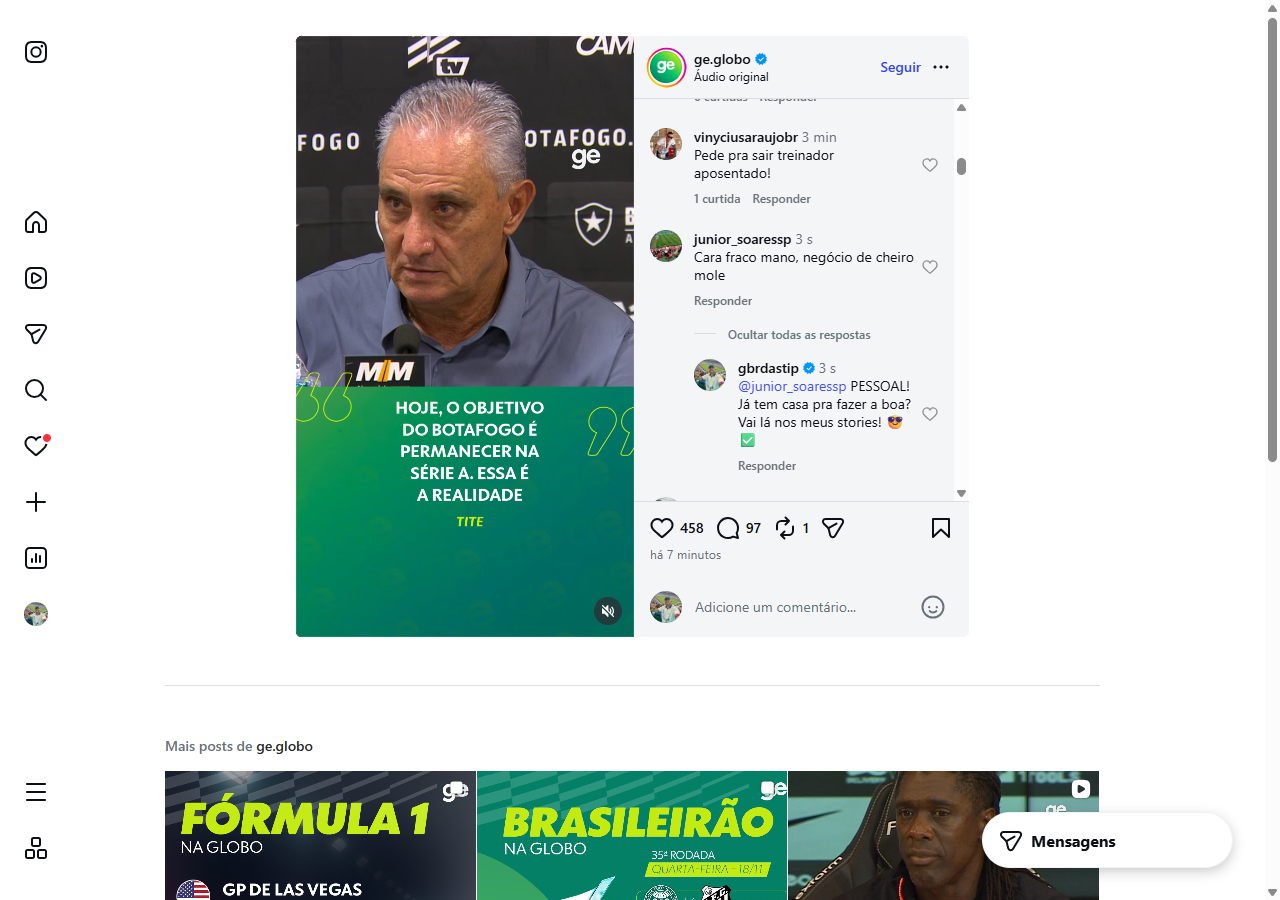 CAM
tv
FOGO
BOTAFOGO.
ge
MM
HOJE, O OBJETIVO
DO BOTAFOGO É
PERMANECER NA
SÉRIE A. ESSA É
A REALIDADE
TITE
ge
ge.globo
Áudio original
Seguir
vinyciusaraujobr 3 min
Pede pra sair treinador
aposentado!
1 curtida Responder
junior_soaressp 3 s
Cara fraco mano, negócio de cheiro
mole
Responder
Ocultar todas as respostas
gbrdastip 3 s
@junior_soaressp PESSOAL!
Já tem casa pra fazer a boa?
Vai lá nos meus stories! 😎
✅
Responder
458 97 1
há 7 minutos
Adicione um comentário...
Mais posts de ge.globo
FÓRMULA 1
NA GLOBO
GP DE LAS VEGAS
BRASILEIRÃO
NA GLOBO
35ª RODADA
QUARTA-FEIRA - 18/11
ge
Mensagens